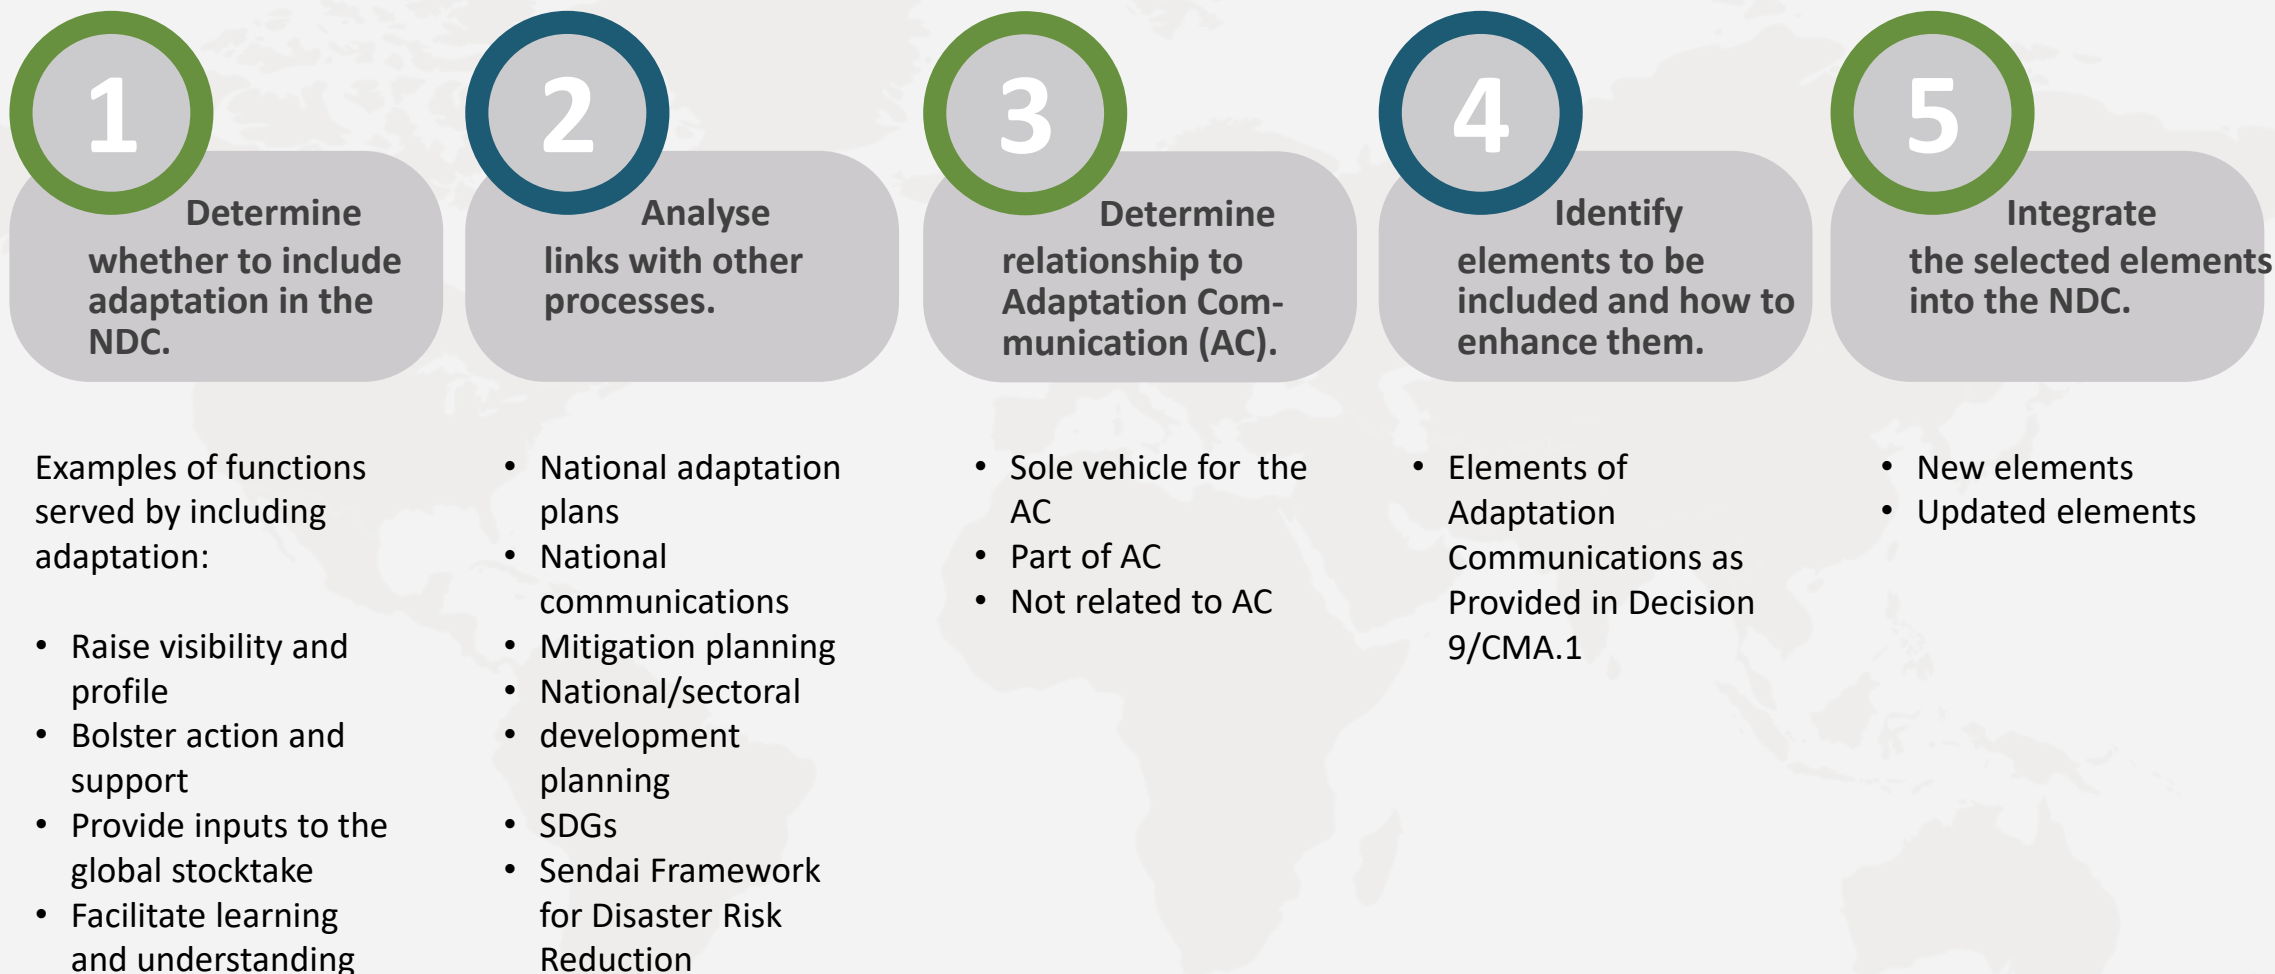 1
Determine
whether to include
adaptation in the
NDC.
Examples of functions
served by including
adaptation:
• Raise visibility and
profile
• Bolster action and
support
• Provide inputs to the
global stocktake
• Facilitate learning
and understanding
2
Analyse
links with other
processes.
• National adaptation
plans
• National
communications
• Mitigation planning
• National/sectoral
• development
planning
• SDGs
• Sendai Framework
for Disaster Risk
Reduction
3
Determine
relationship to
Adaptation Com-
munication (AC).
• Sole vehicle for  the
AC
• Part of AC
• Not related to AC
4
Identify
elements to be
included and how to
enhance them.
• Elements of
Adaptation
Communications as
Provided in Decision
9/CMA.1
5
Integrate
the selected elements
into the NDC.
• New elements
• Updated elements